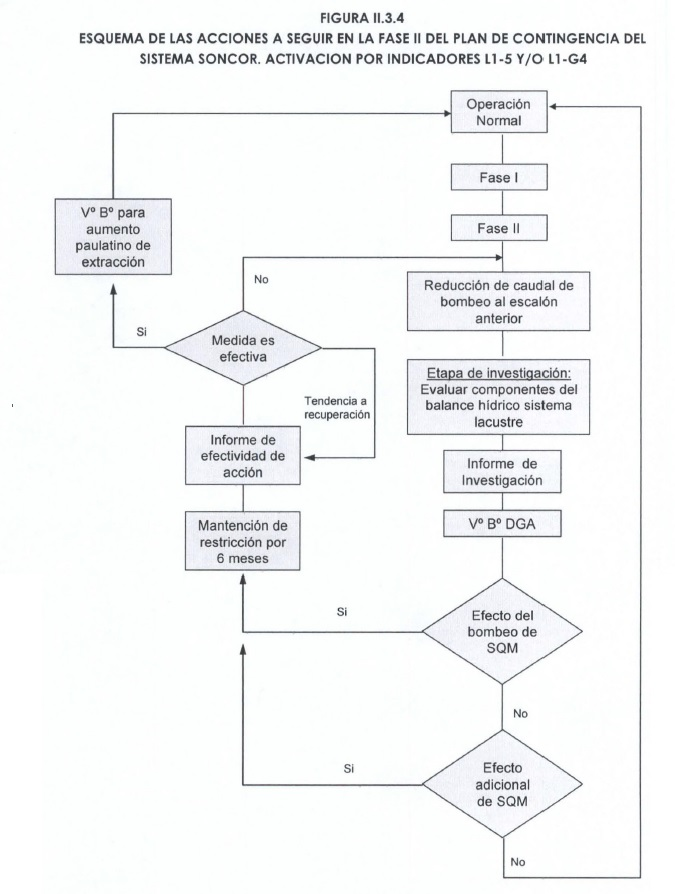 FIGURA II.3.4
ESQUEMA DE LAS ACCIONES A SEGUIR EN LA FASE II DEL PLAN DE CONTINGENCIA DEL
SISTEMA SONCOR. ACTIVACION POR INDICADORES L1-5 Y/O L1-G4
Operación
Normal
Fase I
Fase II
Vº Bº para
aumento
paulatino de
extracción
No
Reducción de caudal de
bombeo al escalón
anterior
Si
Medida es
efectiva
Etapa de investigación:
Evaluar componentes del
balance hídrico sistema
lacustre
Tendencia a
recuperación
Informe de
efectividad de
acción
Informe de
Investigación
Mantención de
restricción por
6 meses
Vº Bº DGA
Si
Efecto del
bombeo de
SQM
No
Si
Efecto
adicional
de SQM
No